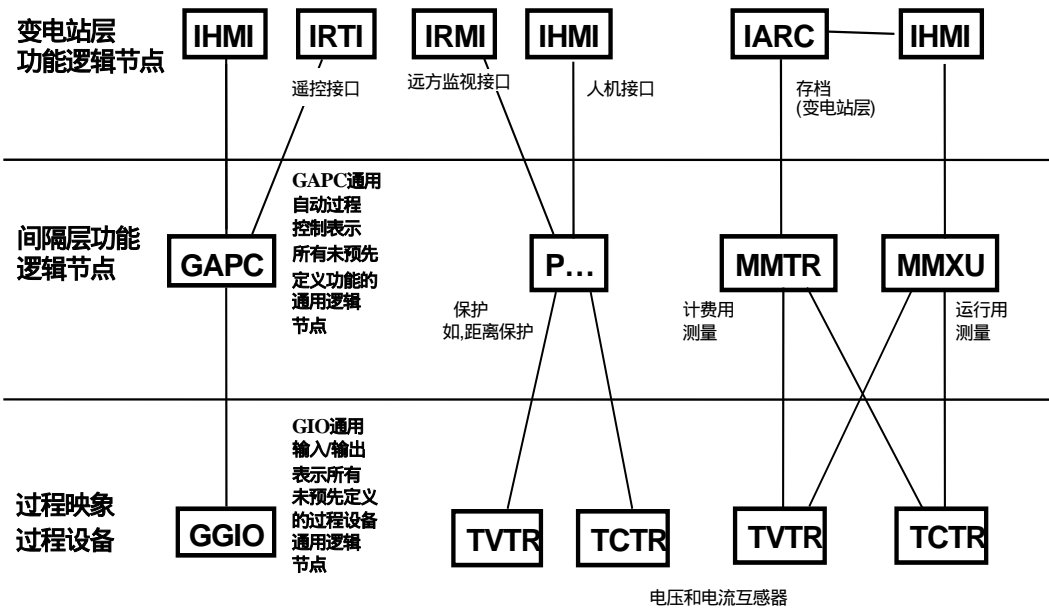 变电站层
功能逻辑节点
IHMI
IRTI
IRMI
IHMI
IARC
IHMI
遥控接口
远方监视接口
人机接口
存档
(变电站层)
间隔层功能
逻辑节点
GAPC
GAPC通用
自动过程
控制表示
所有未预先
定义功能的
通用逻辑
节点
P…
MMTR
MMXU
保护
如,距离保护
计费用
测量
运行用
测量
过程映象
过程设备
GGIO
GIO通用
输入/输出
表示所有
未预先定义
的过程设备
通用逻辑
节点
TVTR
TCTR
TVTR
TCTR
电压和电流互感器